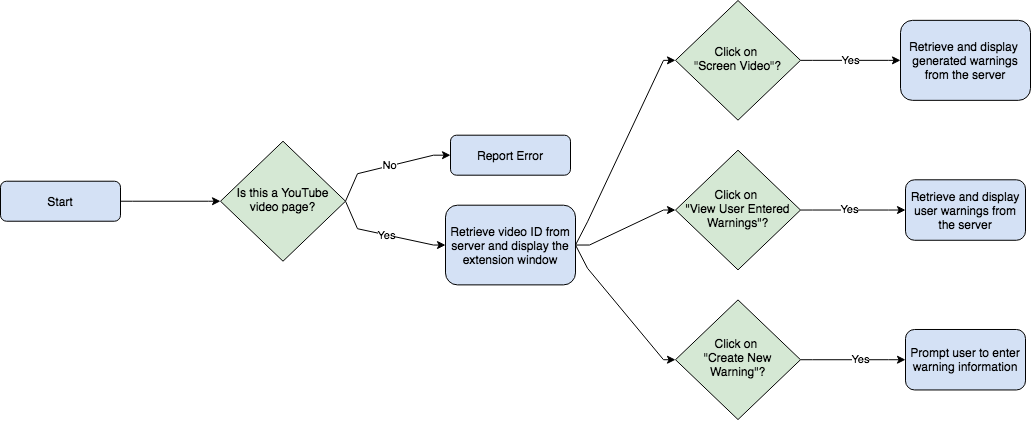 Start
Is this a YouTube
video page?
No
Report Error
Yes
Retrieve video ID from
server and display the
extension window
Click on
"Screen Video"?
Yes
Retrieve and display
generated warnings
from the server
Click on
"View User Entered
Warnings"?
Yes
Retrieve and display
user warnings from
the server
Click on
"Create New
Warning"?
Yes
Prompt user to enter
warning information